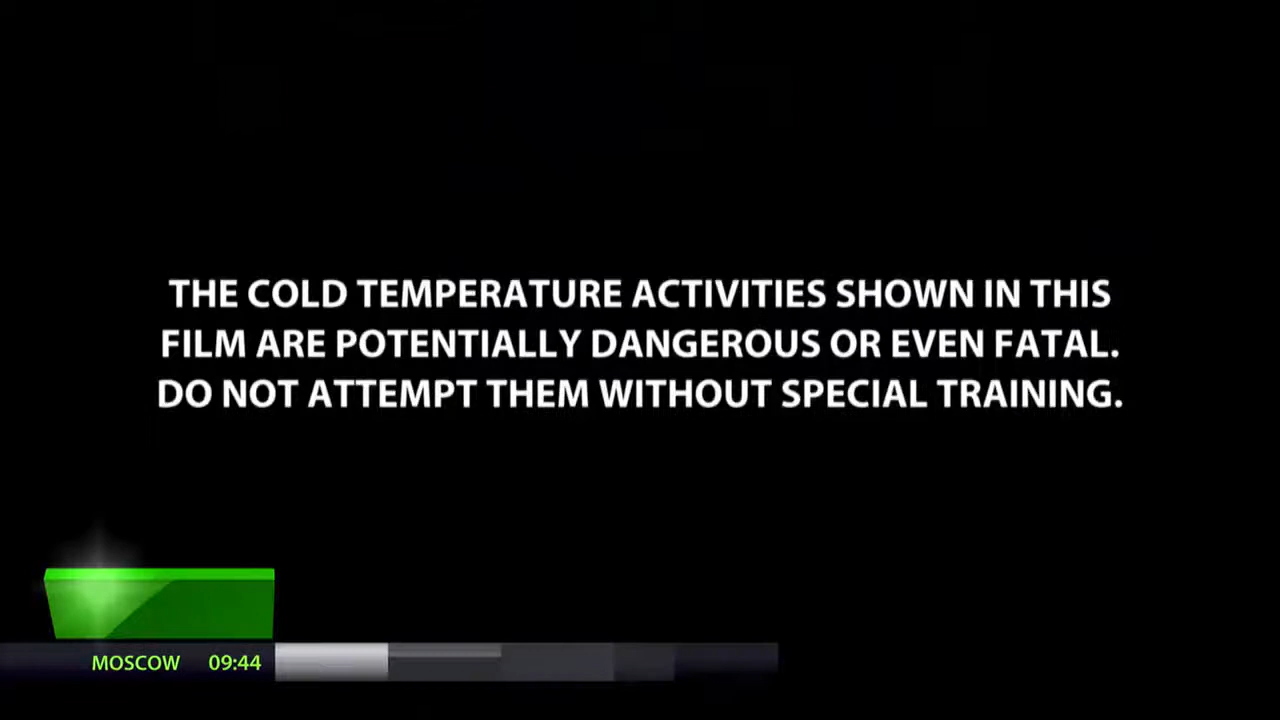 THE COLD TEMPERATURE ACTIVITIES SHOWN IN THIS
FILM ARE POTENTIALLY DANGEROUS OR EVEN FATAL.
DO NOT ATTEMPT THEM WITHOUT SPECIAL TRAINING.
MOSCOW 09:44